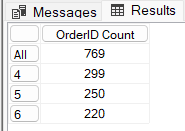 Messages Results
OrderID Count
All 769
4 299
5 250
6 220